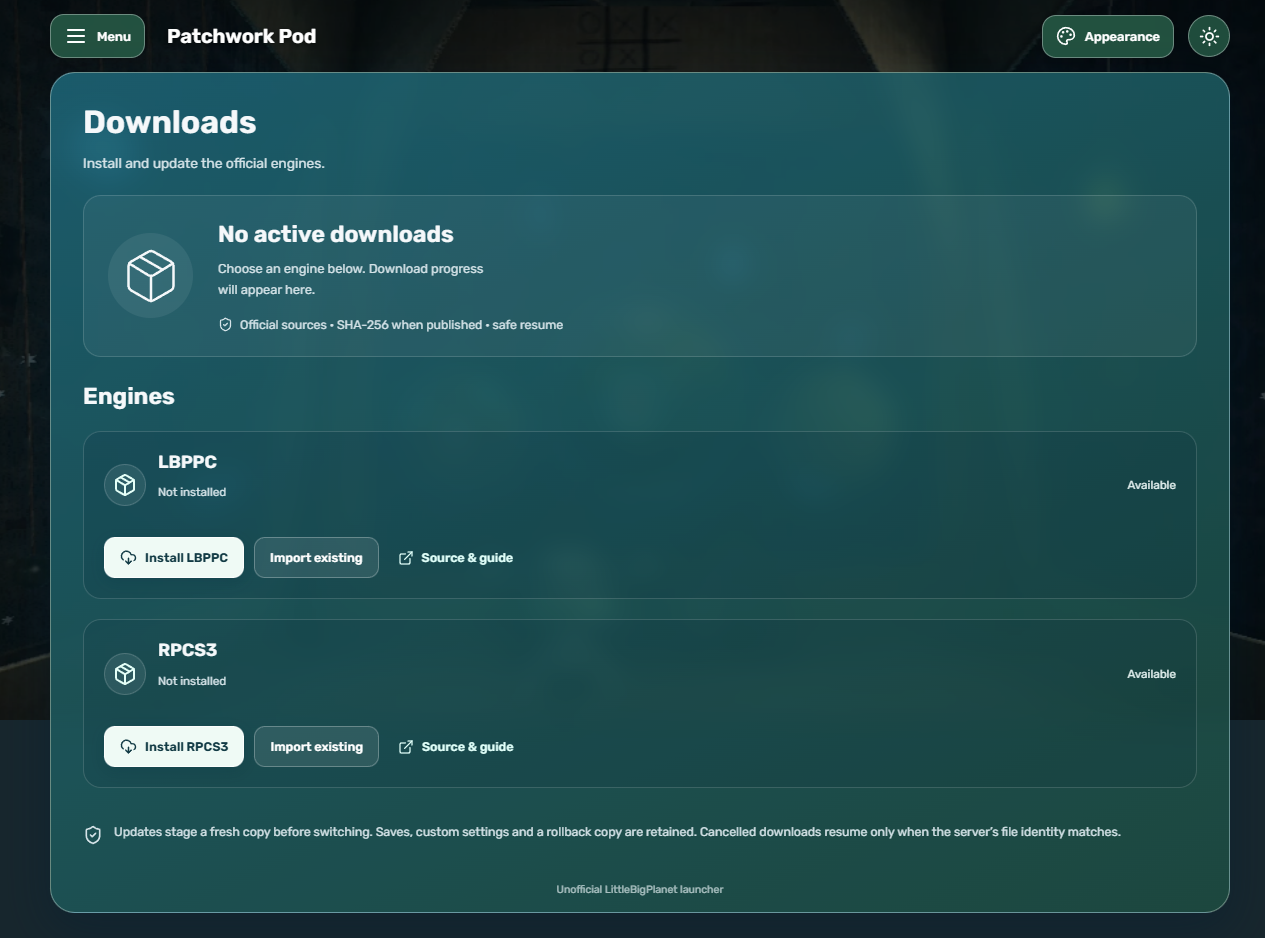 Menu
Patchwork Pod
Appearance
Downloads
Install and update the official engines.
No active downloads
Choose an engine below. Download progress
will appear here.
Official sources • SHA-256 when published • safe resume
Engines
LBPPC
Not installed
Available
Install LBPPC
Import existing
Source & guide
RPCS3
Not installed
Available
Install RPCS3
Import existing
Source & guide
Updates stage a fresh copy before switching. Saves, custom settings and a rollback copy are retained. Cancelled downloads resume only when the server's file identity matches.
Unofficial LittleBigPlanet launcher